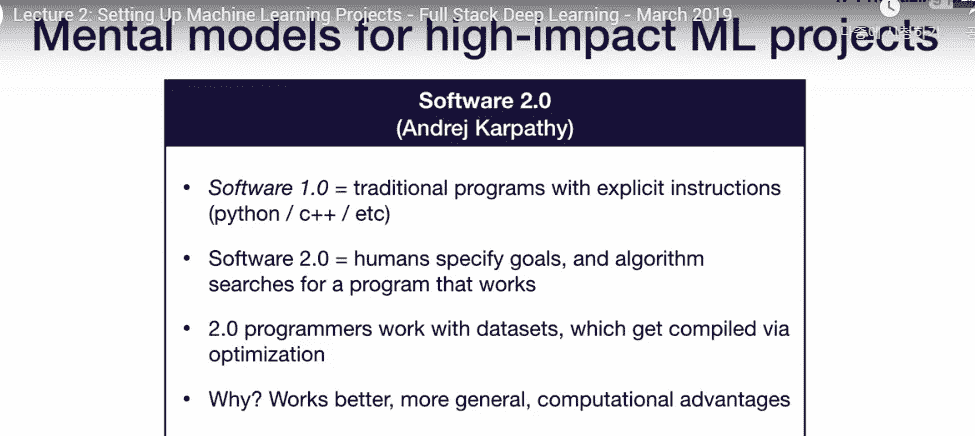 Lecture 2: Setting Up Machine Learning Projects - Full Stack Deep Learning - March 2019
Mental models for high-impact ML projects
Software 2.0
(Andrej Karpathy)
• Software 1.0 = traditional programs with explicit instructions
(python / c++ / etc)
• Software 2.0 = humans specify goals, and algorithm
searches for a program that works
• 2.0 programmers work with datasets, which get compiled via
optimization
• Why? Works better, more general, computational advantages